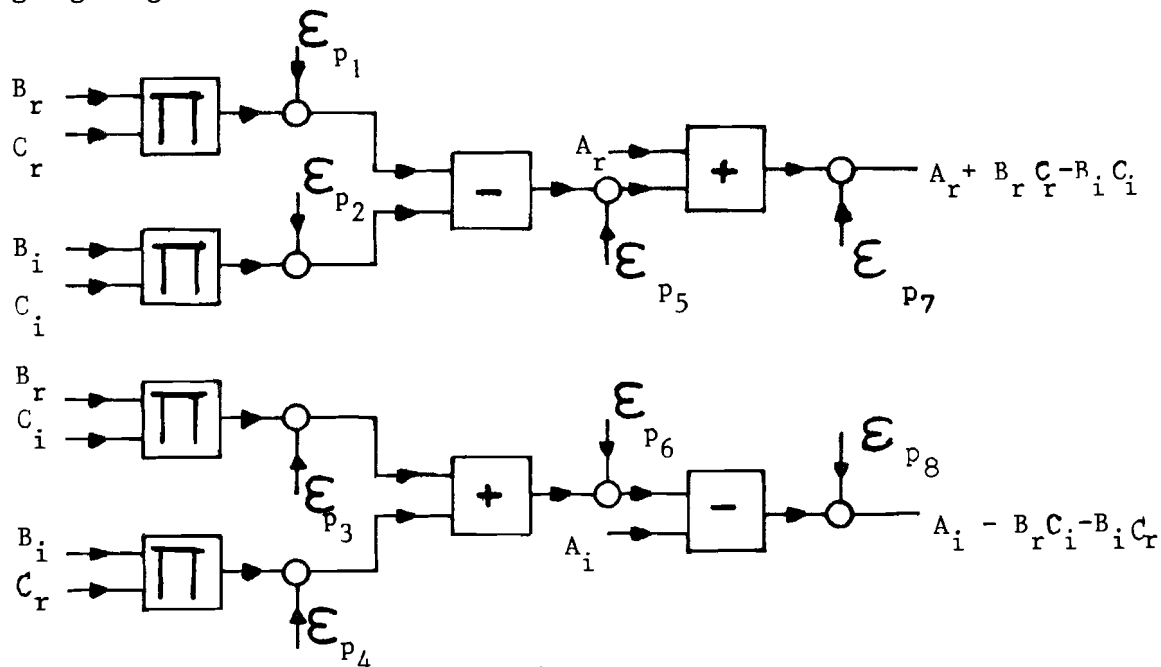 ε_p1
B_r
Π
C_r
ε_p2
A_r
+
A_r + B_r C_r - B_i C_i
-
B_i
Π
C_i
ε_p5
ε_p7
B_r
Π
C_i
ε_p3
ε_p6
ε_p8
+
-
A_i
A_i - B_r C_i - B_i C_r
B_i
Π
C_r
ε_p4